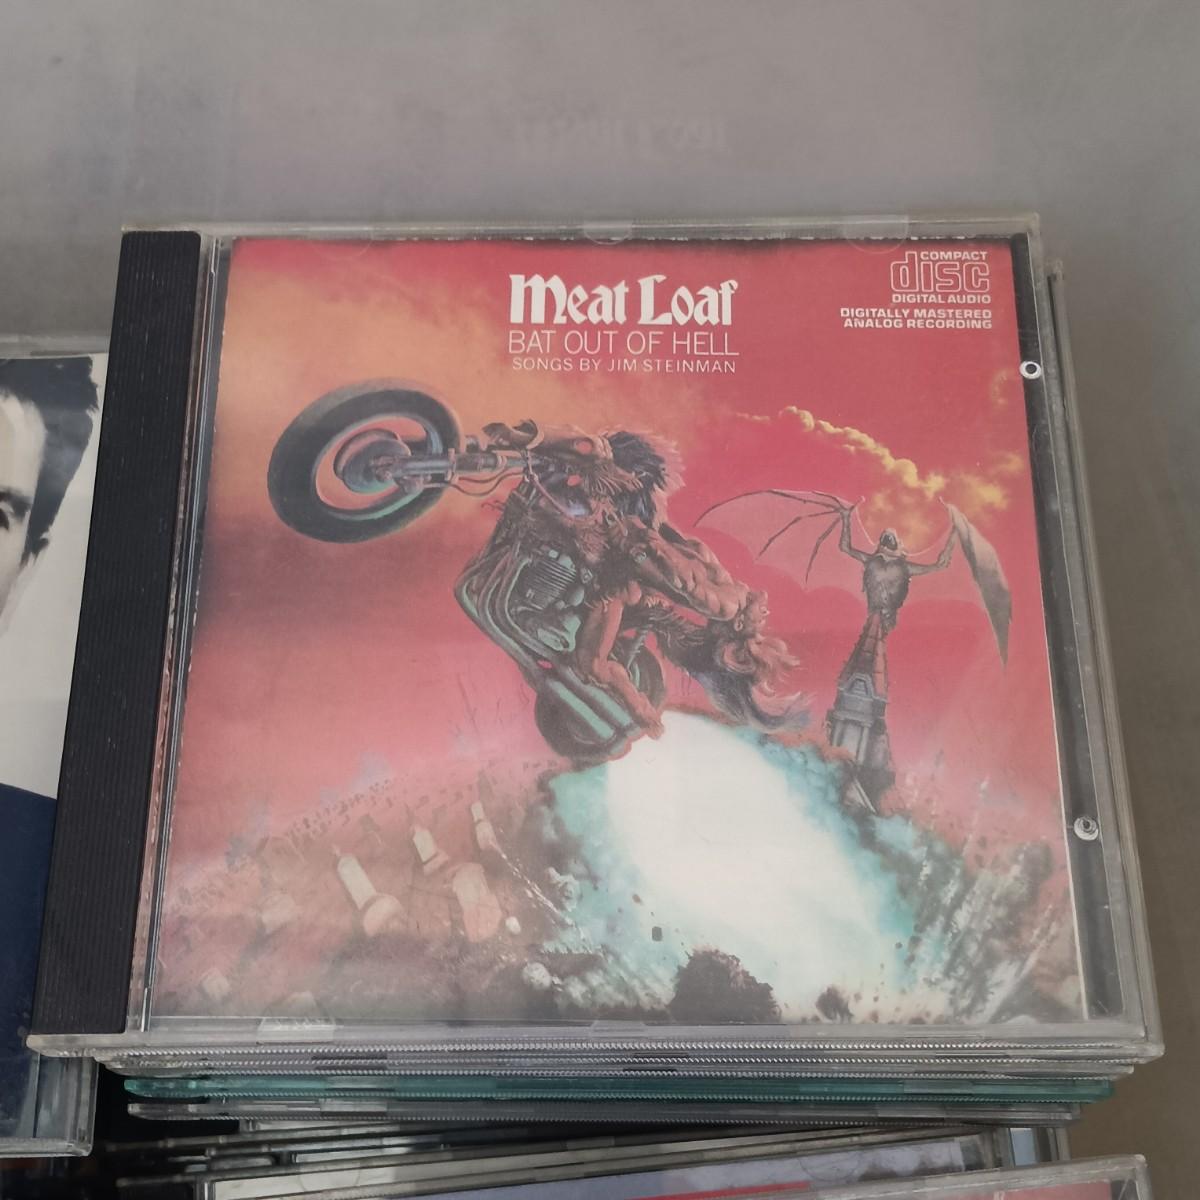 Meat Loaf
BAT OUT OF HELL
SONGS BY JIM STEINMAN
COMPACT
disc
DIGITAL AUDIO
DIGITALLY MASTERED
ANALOG RECORDING